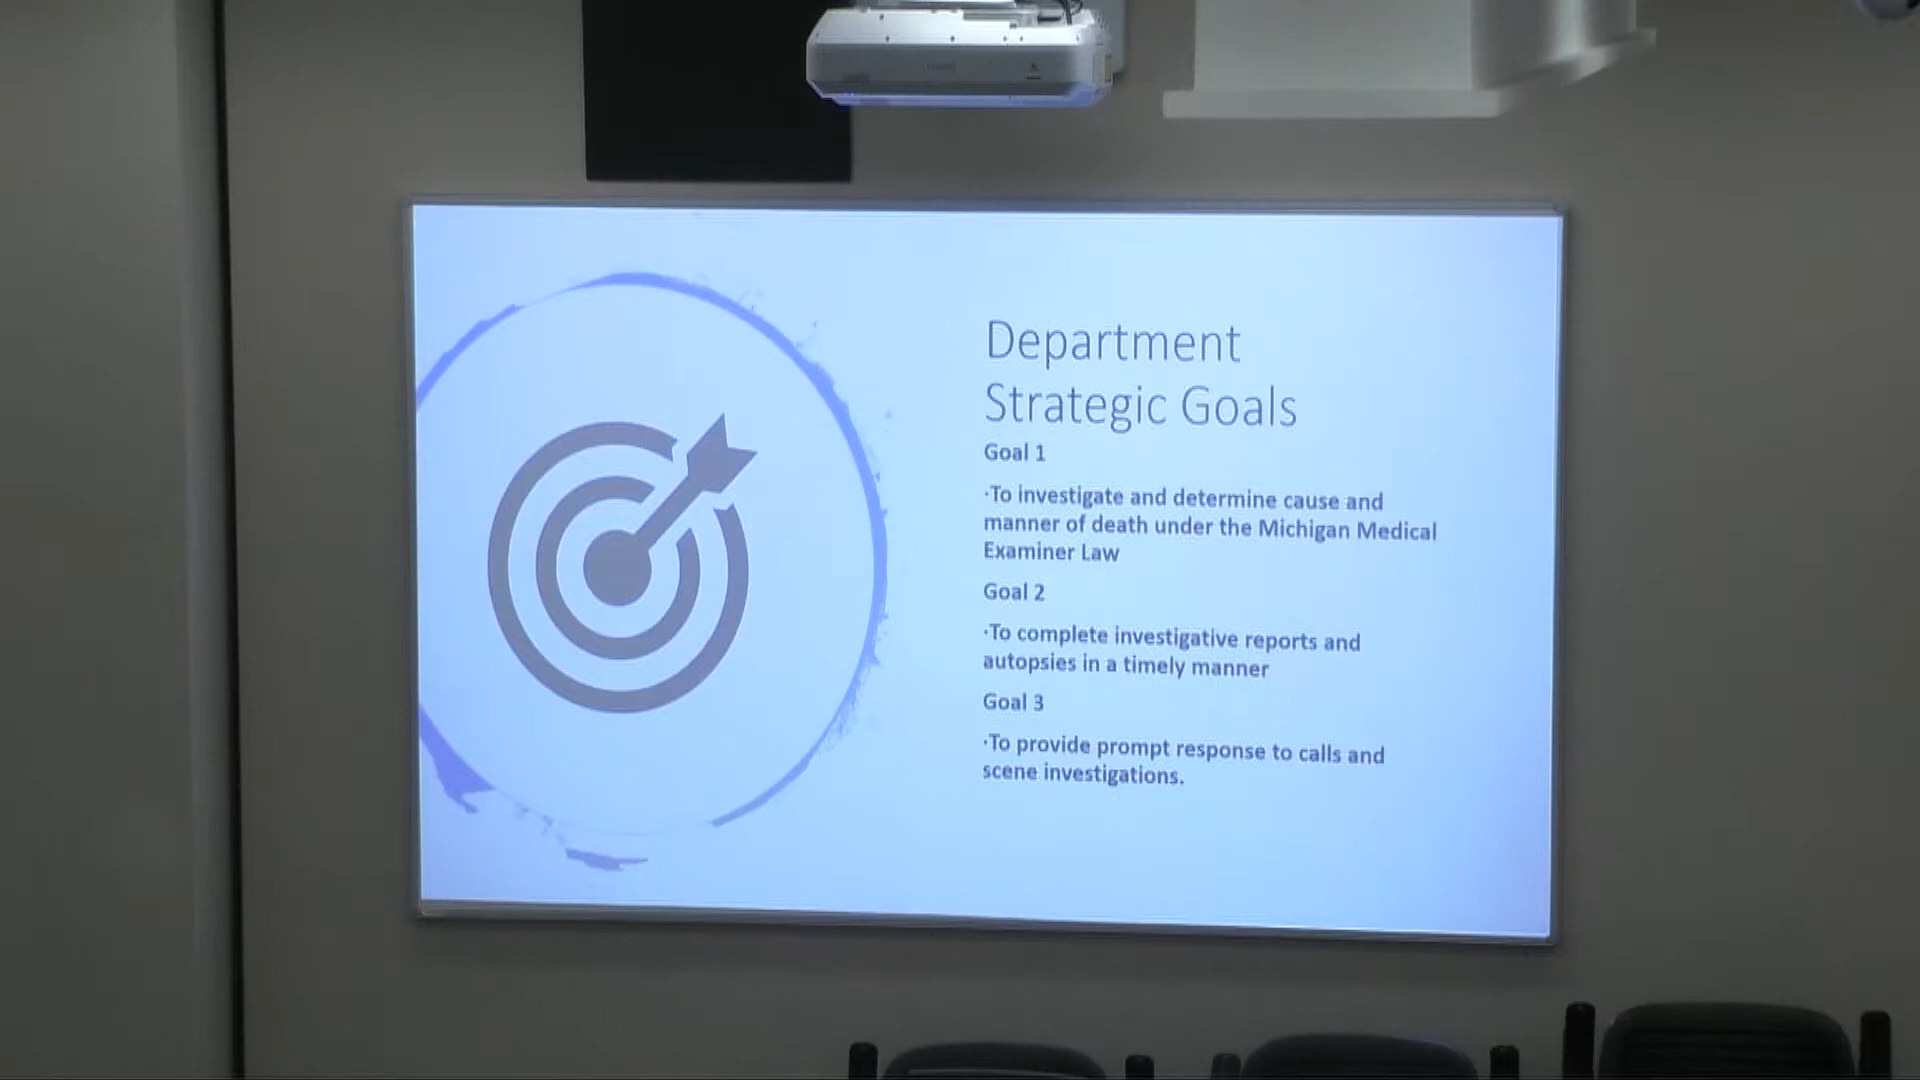 Department
Strategic Goals
Goal 1
·To investigate and determine cause and
manner of death under the Michigan Medical
Examiner Law
Goal 2
·To complete investigative reports and
autopsies in a timely manner
Goal 3
·To provide prompt response to calls and
scene investigations.